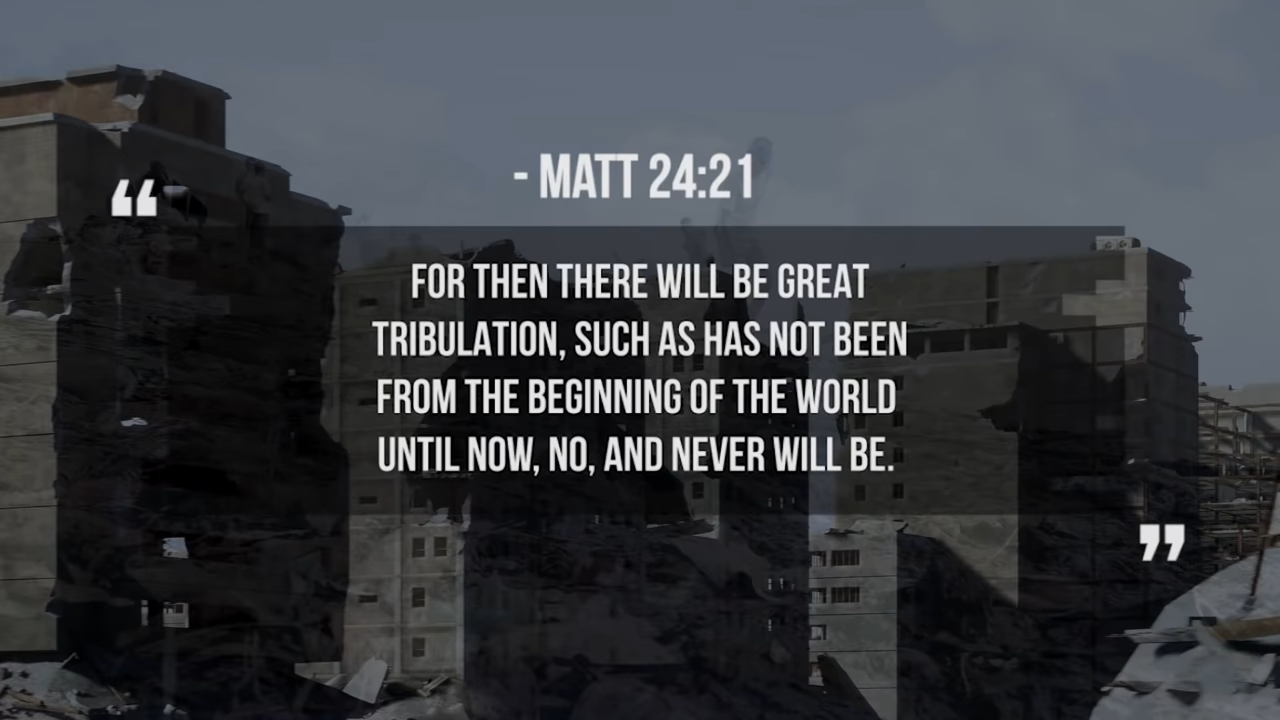 - MATT 24:21
“
FOR THEN THERE WILL BE GREAT
TRIBULATION, SUCH AS HAS NOT BEEN
FROM THE BEGINNING OF THE WORLD
UNTIL NOW, NO, AND NEVER WILL BE.
”